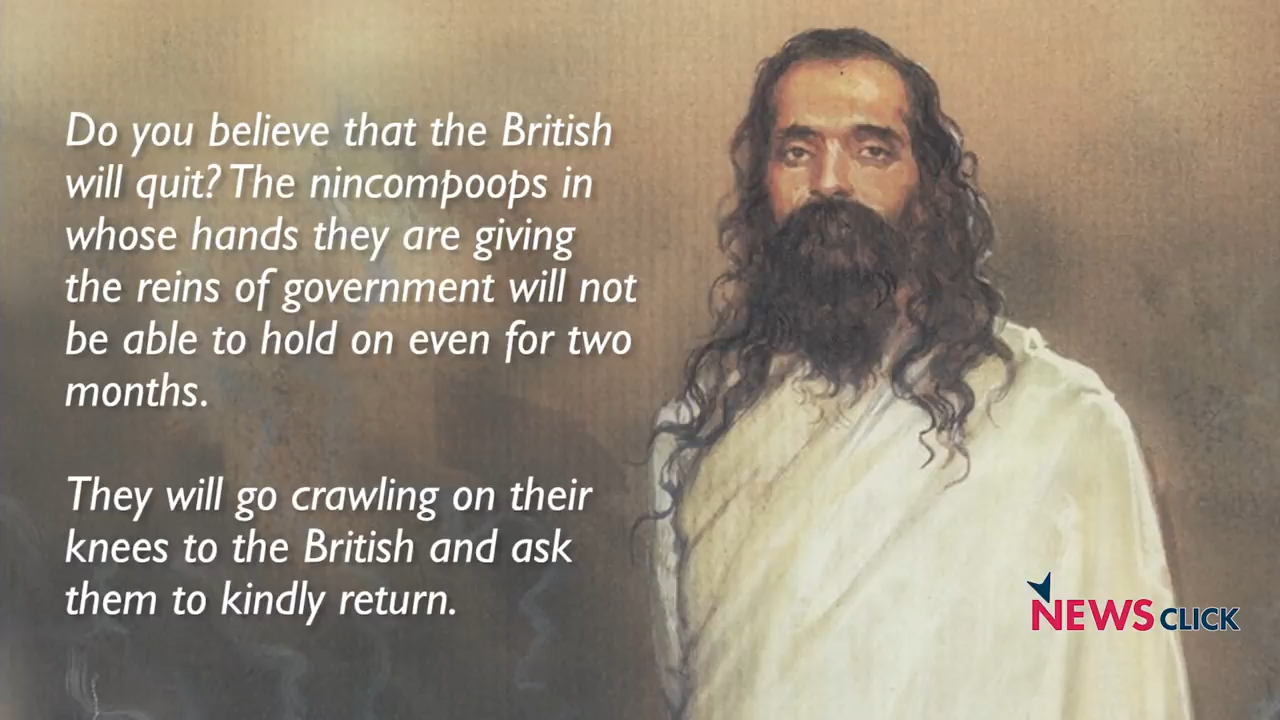 Do you believe that the British
will quit? The nincompoops in
whose hands they are giving
the reins of government will not
be able to hold on even for two
months.
They will go crawling on their
knees to the British and ask
them to kindly return.
NEWS CLICK